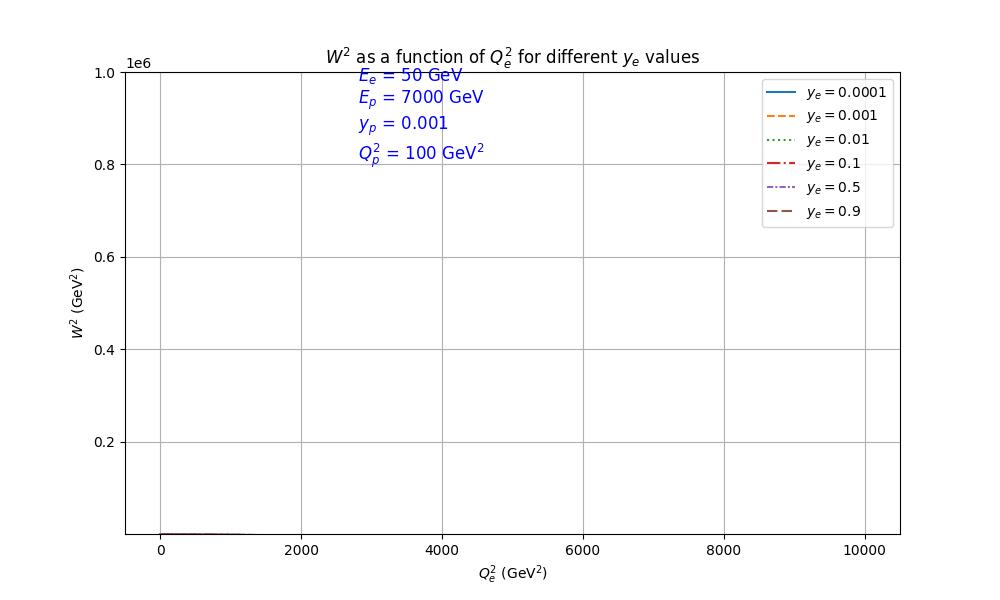 W² as a function of Qₑ² for different yₑ values
1e6
Eₑ = 50 GeV
Eₚ = 7000 GeV
yₚ = 0.001
Qₚ² = 100 GeV²
yₑ = 0.0001
yₑ = 0.001
yₑ = 0.01
yₑ = 0.1
yₑ = 0.5
yₑ = 0.9
1.0
0.8
0.6
0.4
0.2
W² (GeV²)
0 2000 4000 6000 8000 10000
Qₑ² (GeV²)